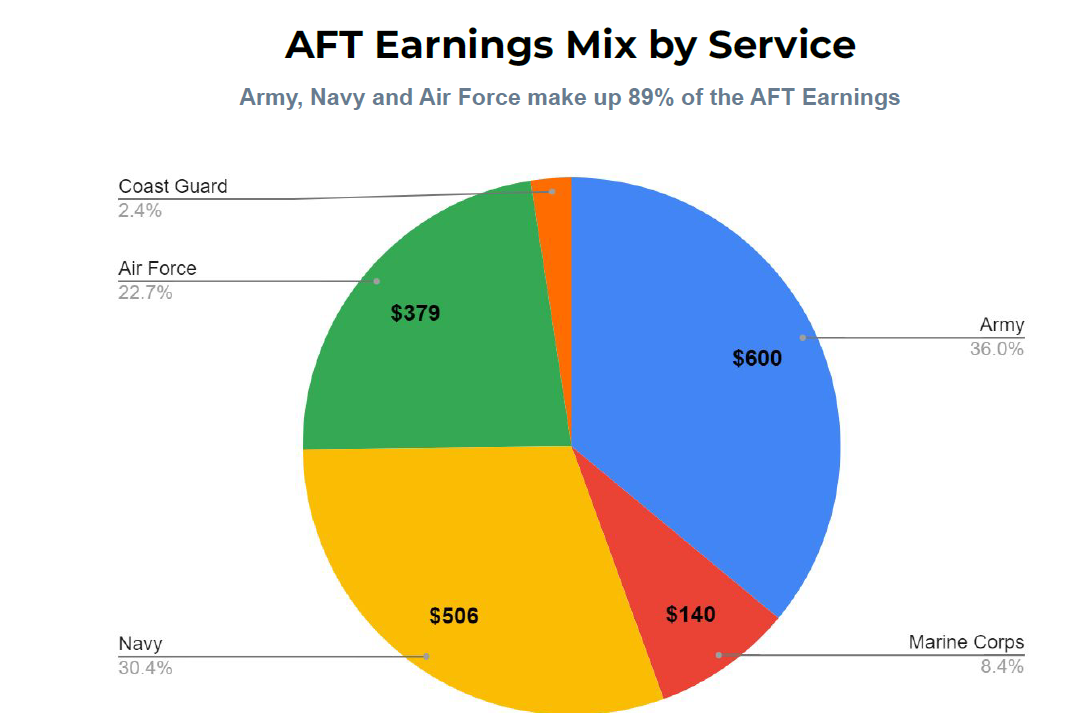 AFT Earnings Mix by Service
Army, Navy and Air Force make up 89% of the AFT Earnings
Coast Guard
2.4%
Air Force
22.7%
$379
Army
36.0%
$600
$506
$140
Navy
30.4%
Marine Corps
8.4%